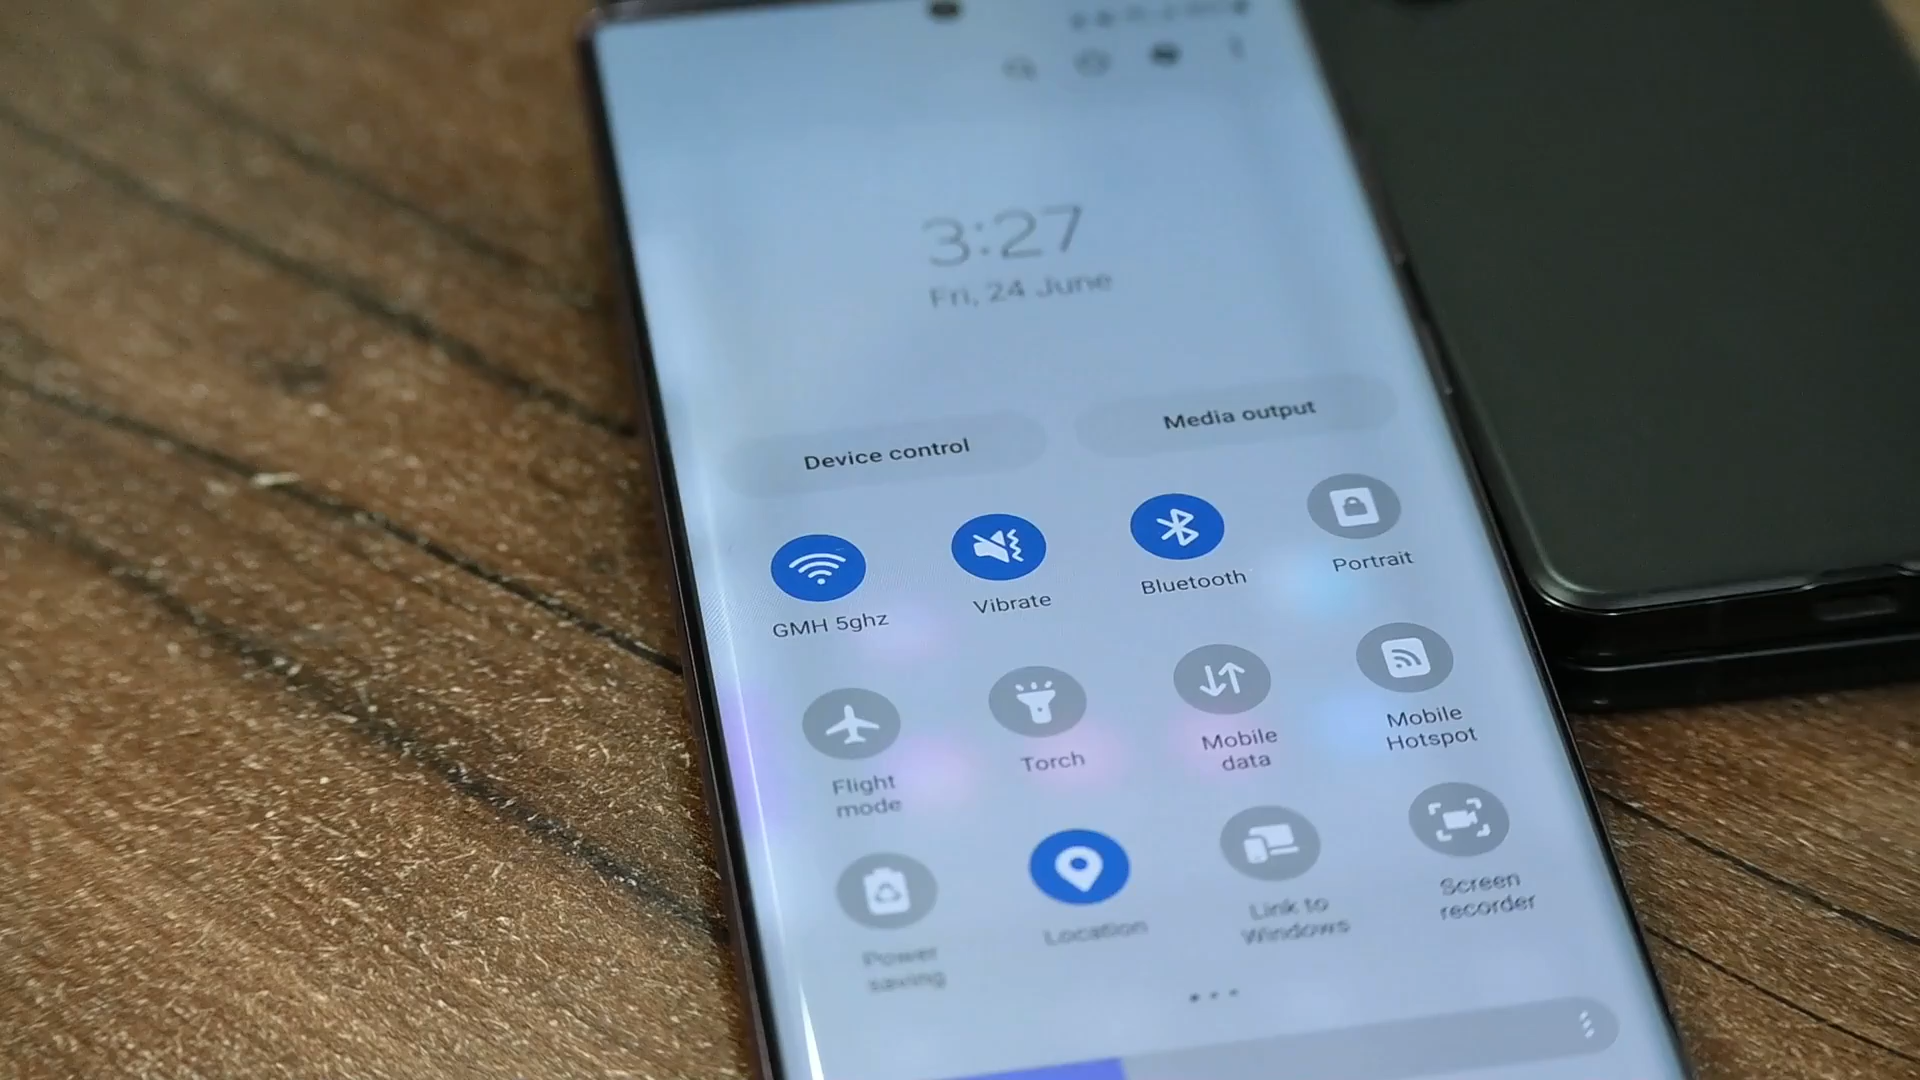 3:27
Fri, 24 June
Device control
Media output
GMH 5ghz
Vibrate
Bluetooth
Portrait
Flight
mode
Torch
Mobile
data
Mobile
Hotspot
Power
saving
Location
Link to
Windows
Screen
recorder